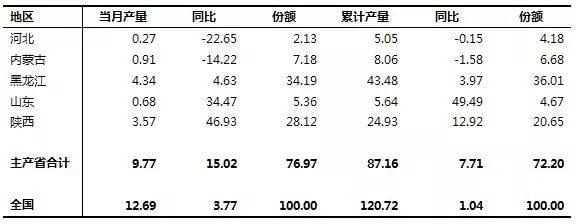 地区 当月产量 同比 份额 累计产量 同比 份额
河北 0.27 -22.65 2.13 5.05 -0.15 4.18
内蒙古 0.91 -14.22 7.18 8.06 -1.58 6.68
黑龙江 4.34 4.63 34.19 43.48 3.97 36.01
山东 0.68 34.47 5.36 5.64 49.49 4.67
陕西 3.57 46.93 28.12 24.93 12.92 20.65
主产省合计 9.77 15.02 76.97 87.16 7.71 72.20
全国 12.69 3.77 100.00 120.72 1.04 100.00